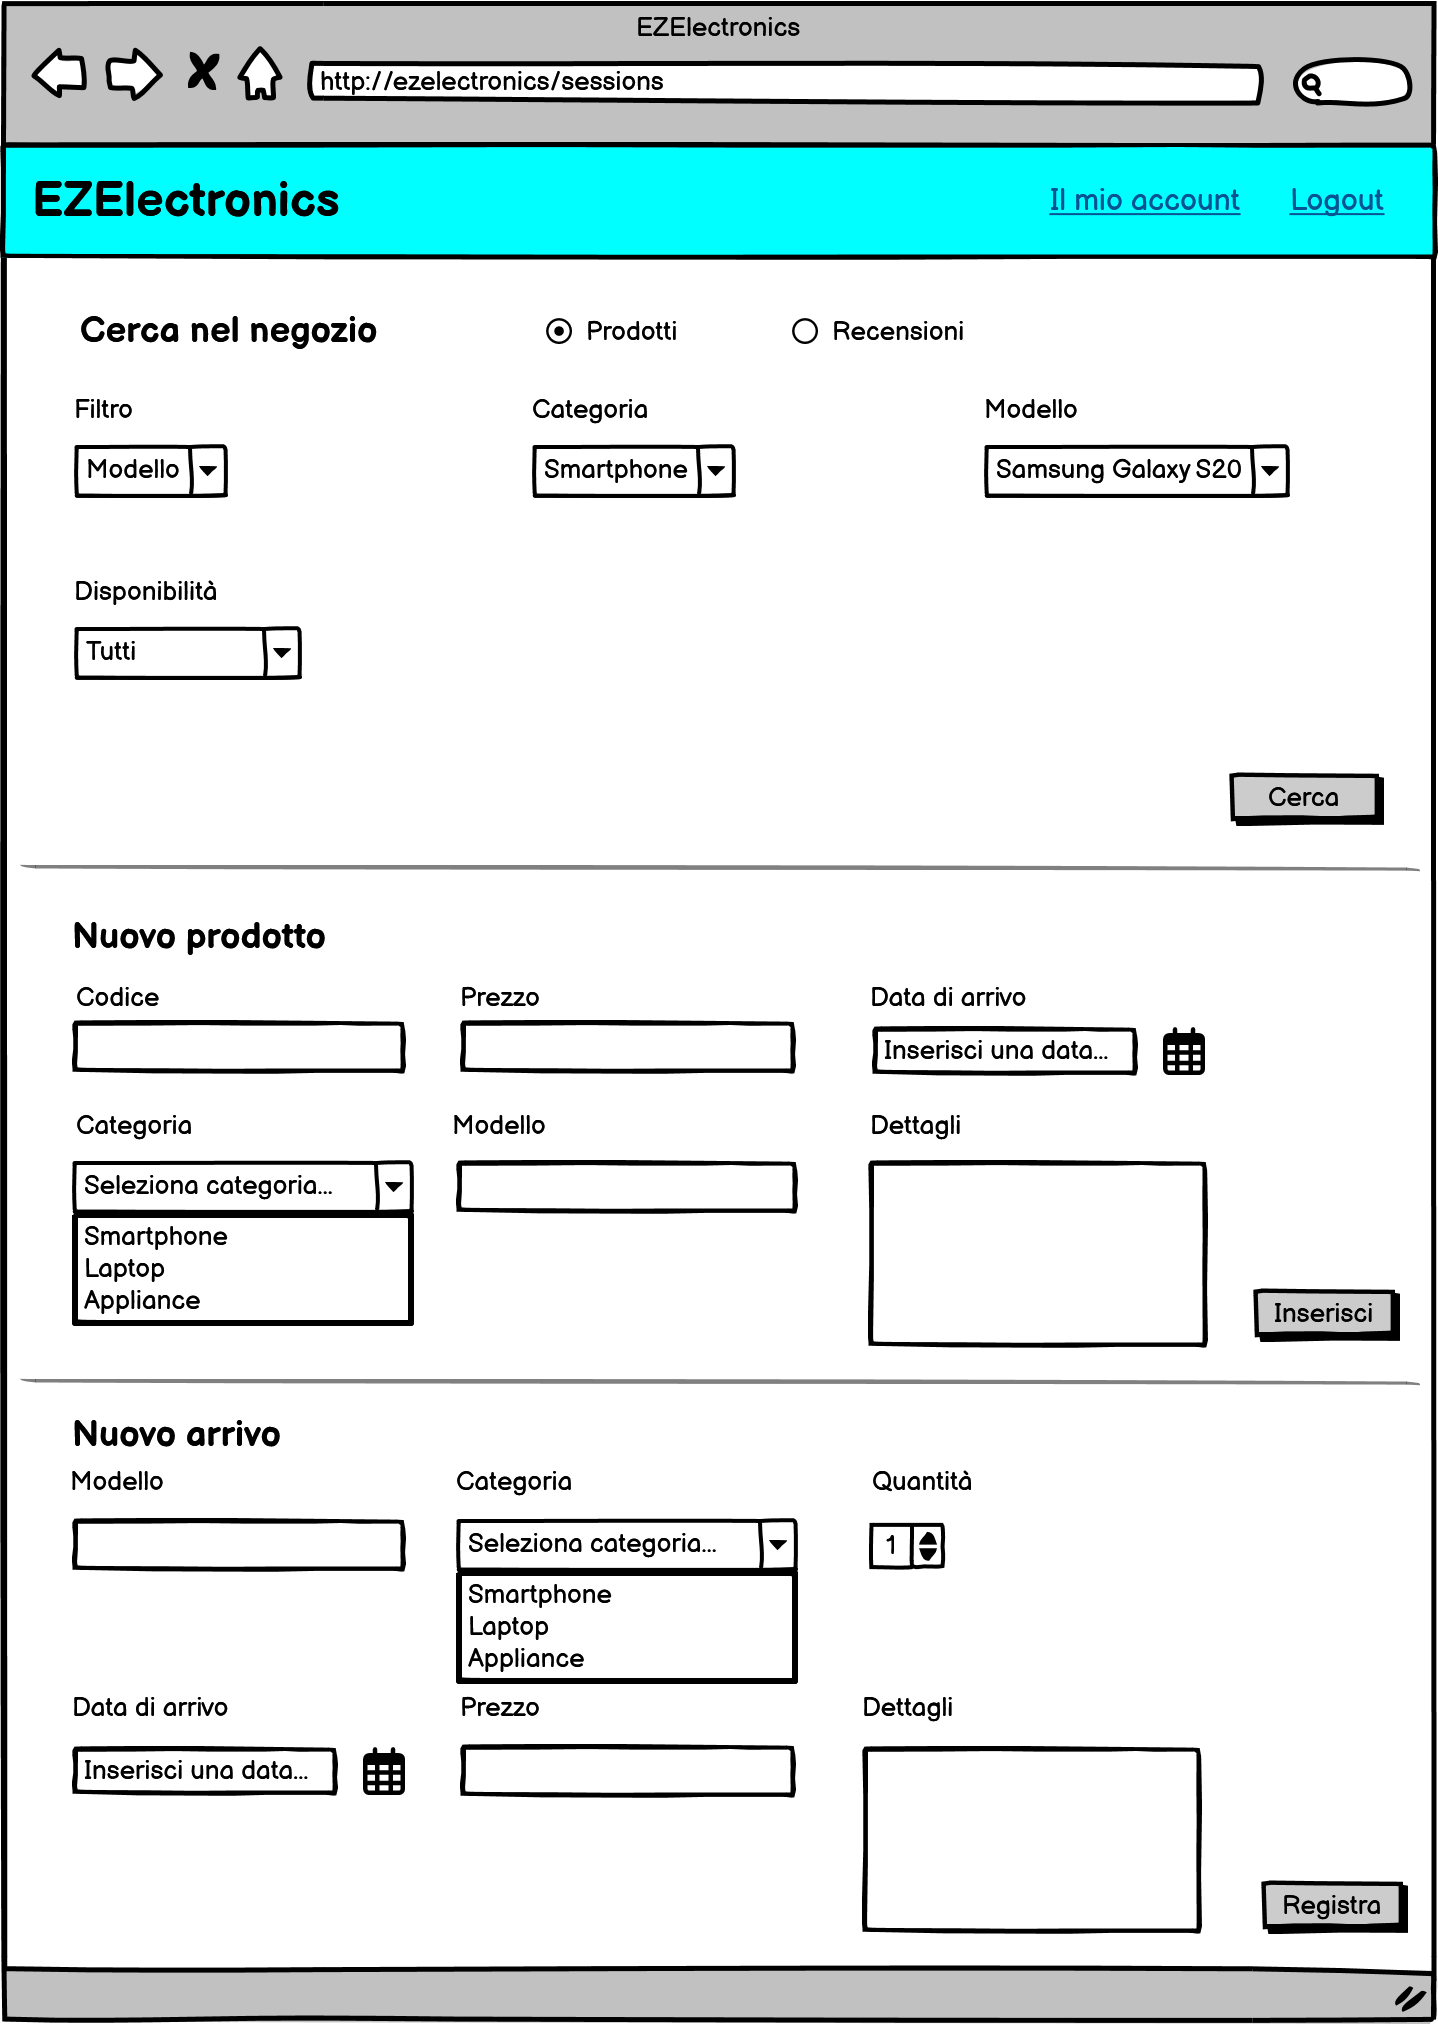 EZElectronics
http://ezelectronics/sessions
EZElectronics
Il mio account Logout
Cerca nel negozio Prodotti Recensioni
Filtro Categoria Modello
Modello Smartphone Samsung Galaxy S20
Disponibilità
Tutti
Cerca
Nuovo prodotto
Codice Prezzo Data di arrivo
Inserisci una data...
Categoria Modello Dettagli
Seleziona categoria...
Smartphone
Laptop
Appliance
Inserisci
Nuovo arrivo
Modello Categoria Quantità
Seleziona categoria... 1
Smartphone
Laptop
Appliance
Data di arrivo Prezzo Dettagli
Inserisci una data...
Registra